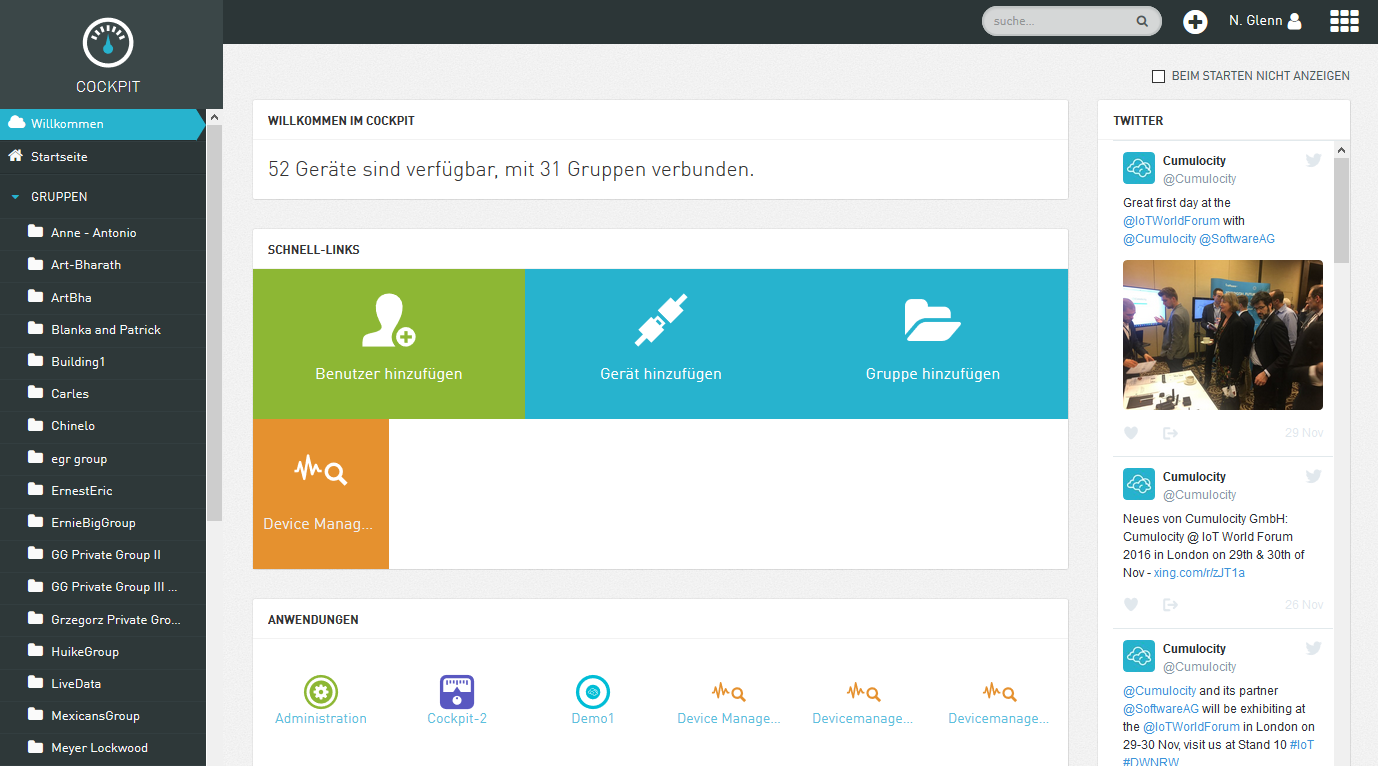 COCKPIT
suche...
N. Glenn
Willkommen
Startseite
GRUPPEN
Anne - Antonio
Art-Bharath
ArtBha
Blanka and Patrick
Building1
Carles
Chinelo
egr group
ErnestEric
ErnieBigGroup
GG Private Group II
GG Private Group III ...
Grzegorz Private Gro...
HuikeGroup
LiveData
MexicansGroup
Meyer Lockwood
BEIM STARTEN NICHT ANZEIGEN
WILLKOMMEN IM COCKPIT
52 Geräte sind verfügbar, mit 31 Gruppen verbunden.
SCHNELL-LINKS
Benutzer hinzufügen
Gerät hinzufügen
Gruppe hinzufügen
Device Manag...
ANWENDUNGEN
Administration
Cockpit-2
Demo1
Device Manage...
Devicemanage...
Devicemanage...
TWITTER
Cumulocity
@Cumulocity
Great first day at the
@IoTWorldForum with
@Cumulocity @SoftwareAG
29 Nov
Cumulocity
@Cumulocity
Neues von Cumulocity GmbH:
Cumulocity @ IoT World Forum
2016 in London on 29th & 30th of
Nov - xing.com/r/zJT1a
26 Nov
Cumulocity
@Cumulocity
@Cumulocity and its partner
@SoftwareAG will be exhibiting at
the @IoTWorldForum in London on
29-30 Nov, visit us at Stand 10 #IoT
#DWNRW